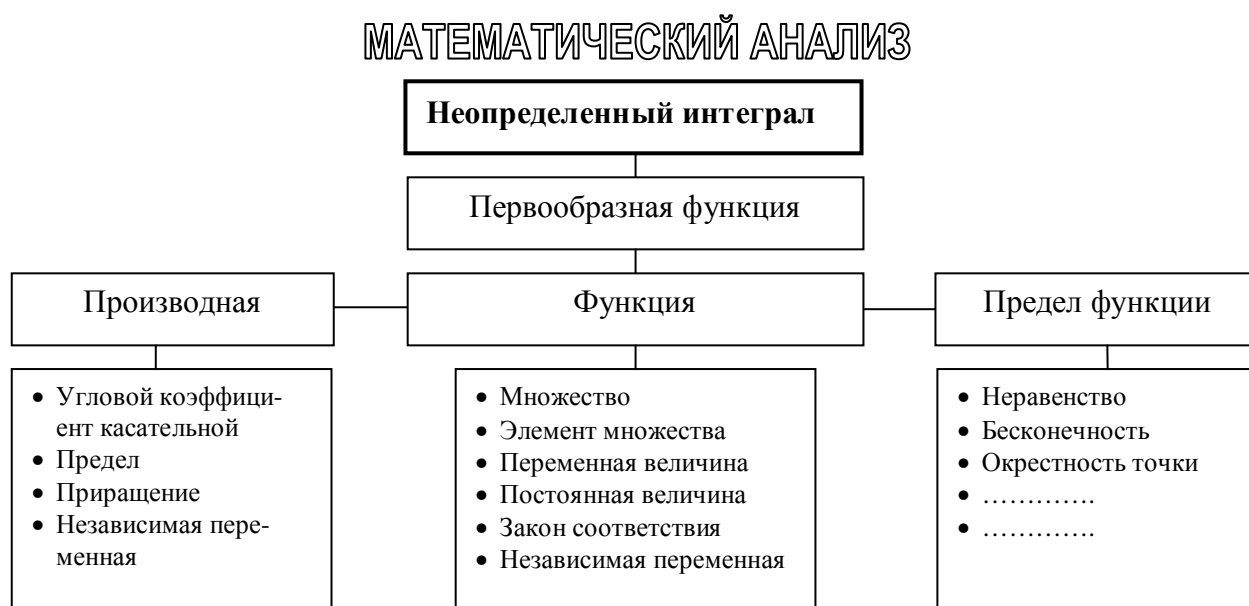 МАТЕМАТИЧЕСКИЙ АНАЛИЗ
Неопределенный интеграл
Первообразная функция
Производная
Функция
Предел функции
• Угловой коэффици-
ент касательной
• Предел
• Приращение
• Независимая пере-
менная
• Множество
• Элемент множества
• Переменная величина
• Постоянная величина
• Закон соответствия
• Независимая переменная
• Неравенство
• Бесконечность
• Окрестность точки
• ………….
• ………….